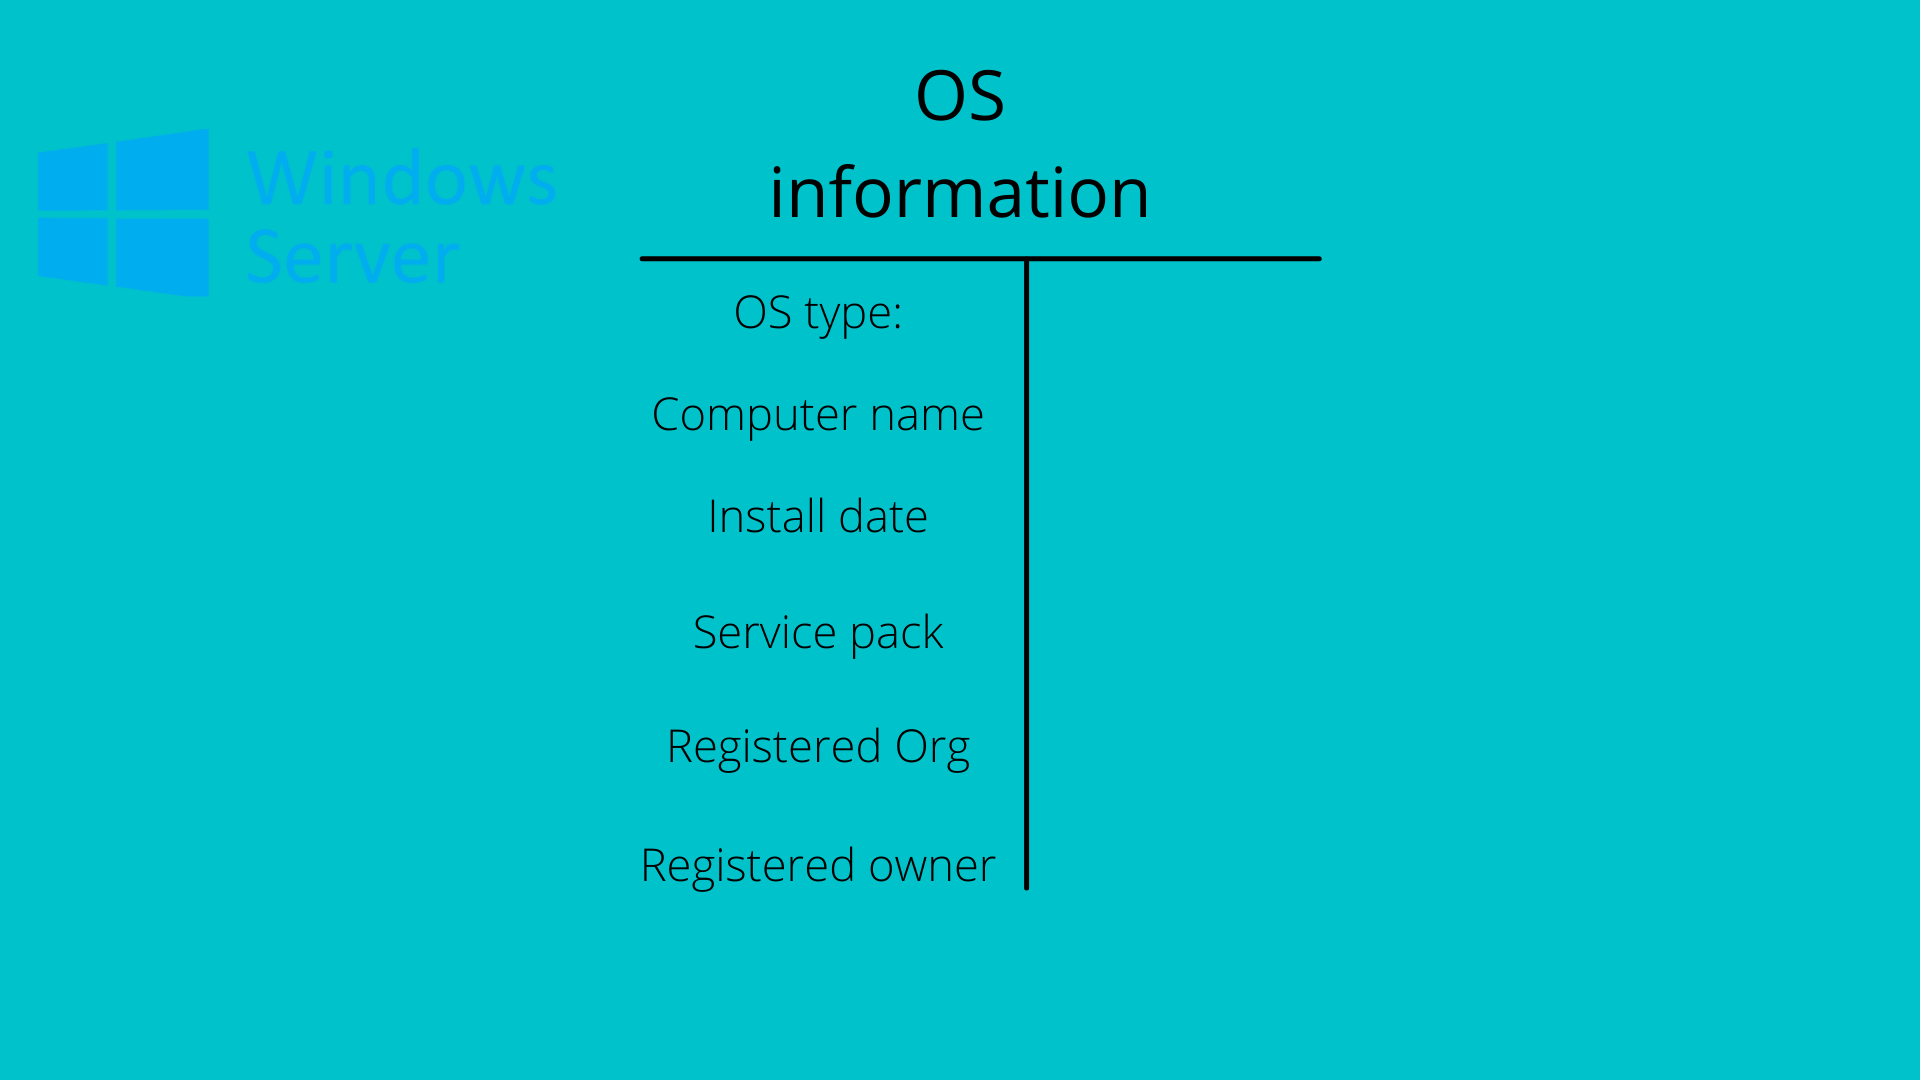 Windows
Server
OS
information
OS type:
Computer name
Install date
Service pack
Registered Org
Registered owner